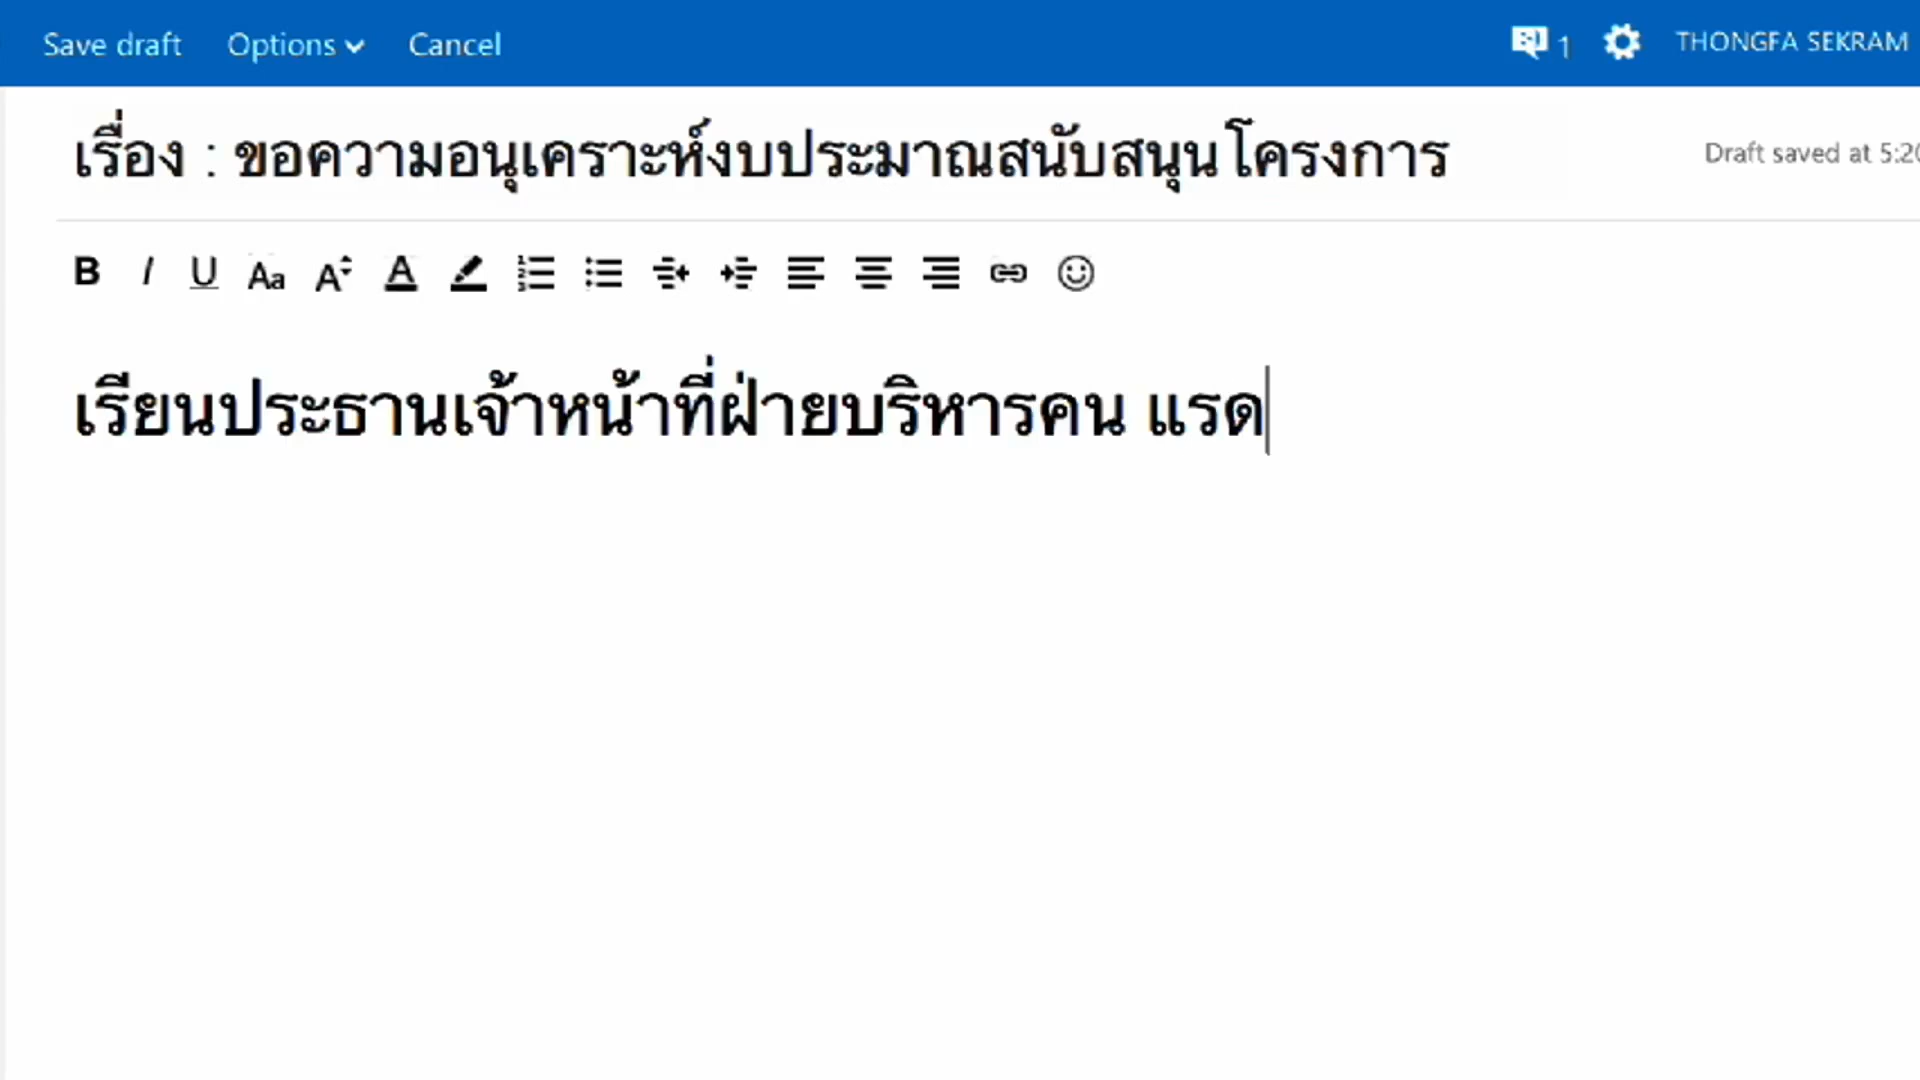 Save draft Options Cancel 1 THONGFA SEKRAM
เรื่อง : ขอความอนุเคราะห์งบประมาณสนับสนุนโครงการ
Draft saved at 5:20
B I U Aa A A
เรียนประธานเจ้าหน้าที่ฝ่ายบริหารคน แรด